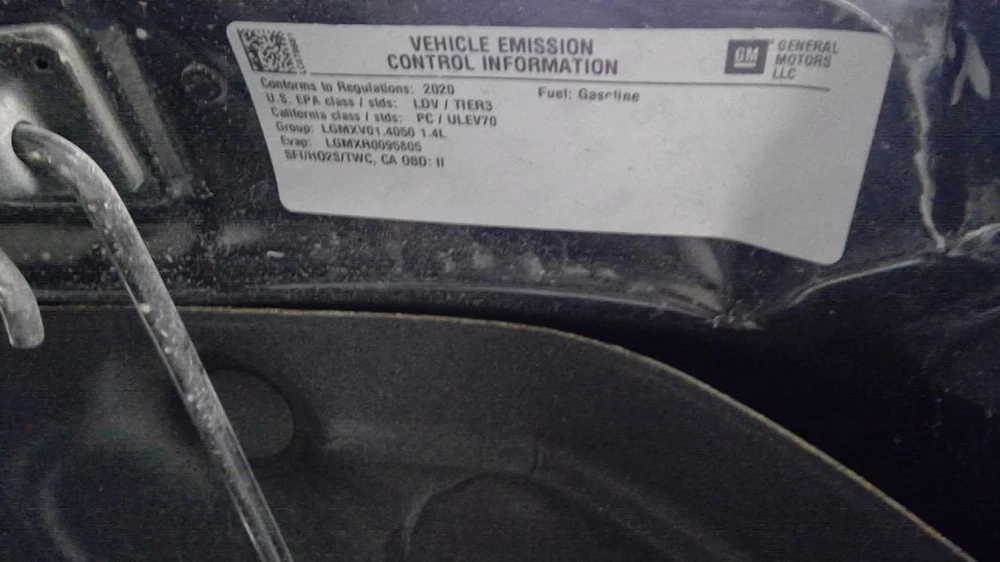 VEHICLE EMISSION
CONTROL INFORMATION
GM
GENERAL
MOTORS
LLC
Conforms to Regulations: 2020
Fuel: Gasoline
U.S. EPA class / stds: LDV / TIER3
California class / stds: PC / ULEV70
Group: LGMXV01.4050 1.4L
Evap: LGMXR0095805
SFI/HO2S/TWC, CA OBD: II